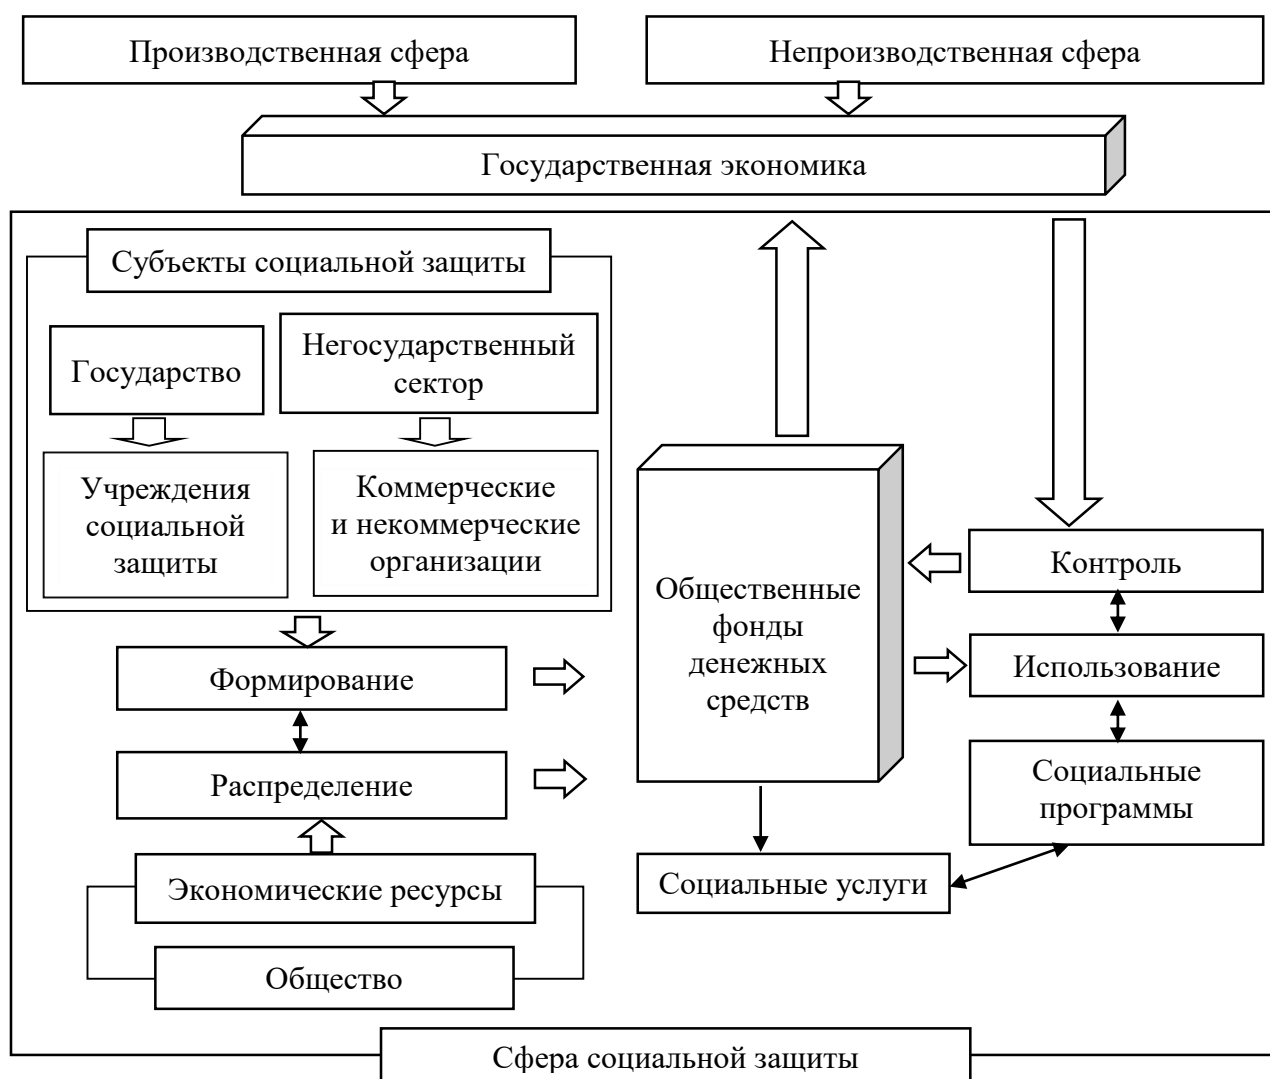 Производственная сфера
Непроизводственная сфера
Государственная экономика
Субъекты социальной защиты
Государство
Негосударственный
сектор
Учреждения
социальной
защиты
Коммерческие
и некоммерческие
организации
Формирование
Распределение
Экономические ресурсы
Общество
Общественные
фонды
денежных
средств
Контроль
Использование
Социальные
программы
Социальные услуги
Сфера социальной защиты